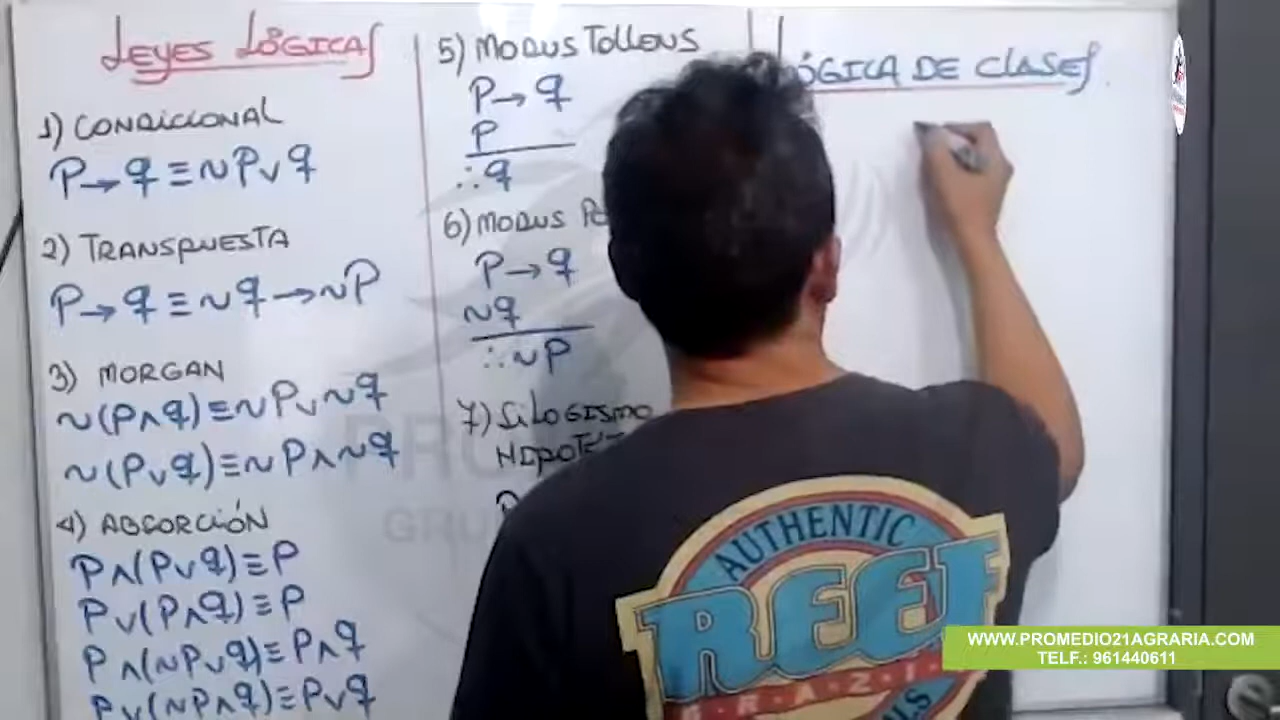 Leyes Lógicas
1) CONDICIONAL
P → q ≡ ~P ∨ q
2) TRANSPUESTA
P → q ≡ ~q → ~P
3) MORGAN
~(P ∧ q) ≡ ~P ∨ ~q
~(P ∨ q) ≡ ~P ∧ ~q
4) ABSORCIÓN
P ∧ (P ∨ q) ≡ P
P ∨ (P ∧ q) ≡ P
P ∧ (~P ∨ q) ≡ P ∧ q
P ∨ (~P ∧ q) ≡ P ∨ q
5) MODUS TOLLENS
P → q
P
∴ q
6) MODUS
P → q
~q
∴ ~P
7) SILOGISMO
LÓGICA DE CLASES
AUTHENTIC
REEF
WWW.PROMEDIO21AGRARIA.COM
TELF.: 961440611